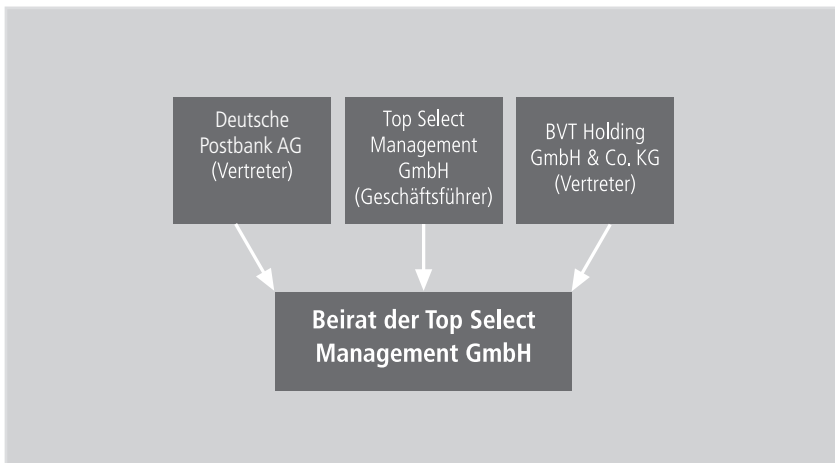 Deutsche
Postbank AG
(Vertreter)
Top Select
Management
GmbH
(Geschäftsführer)
BVT Holding
GmbH & Co. KG
(Vertreter)
Beirat der Top Select
Management GmbH